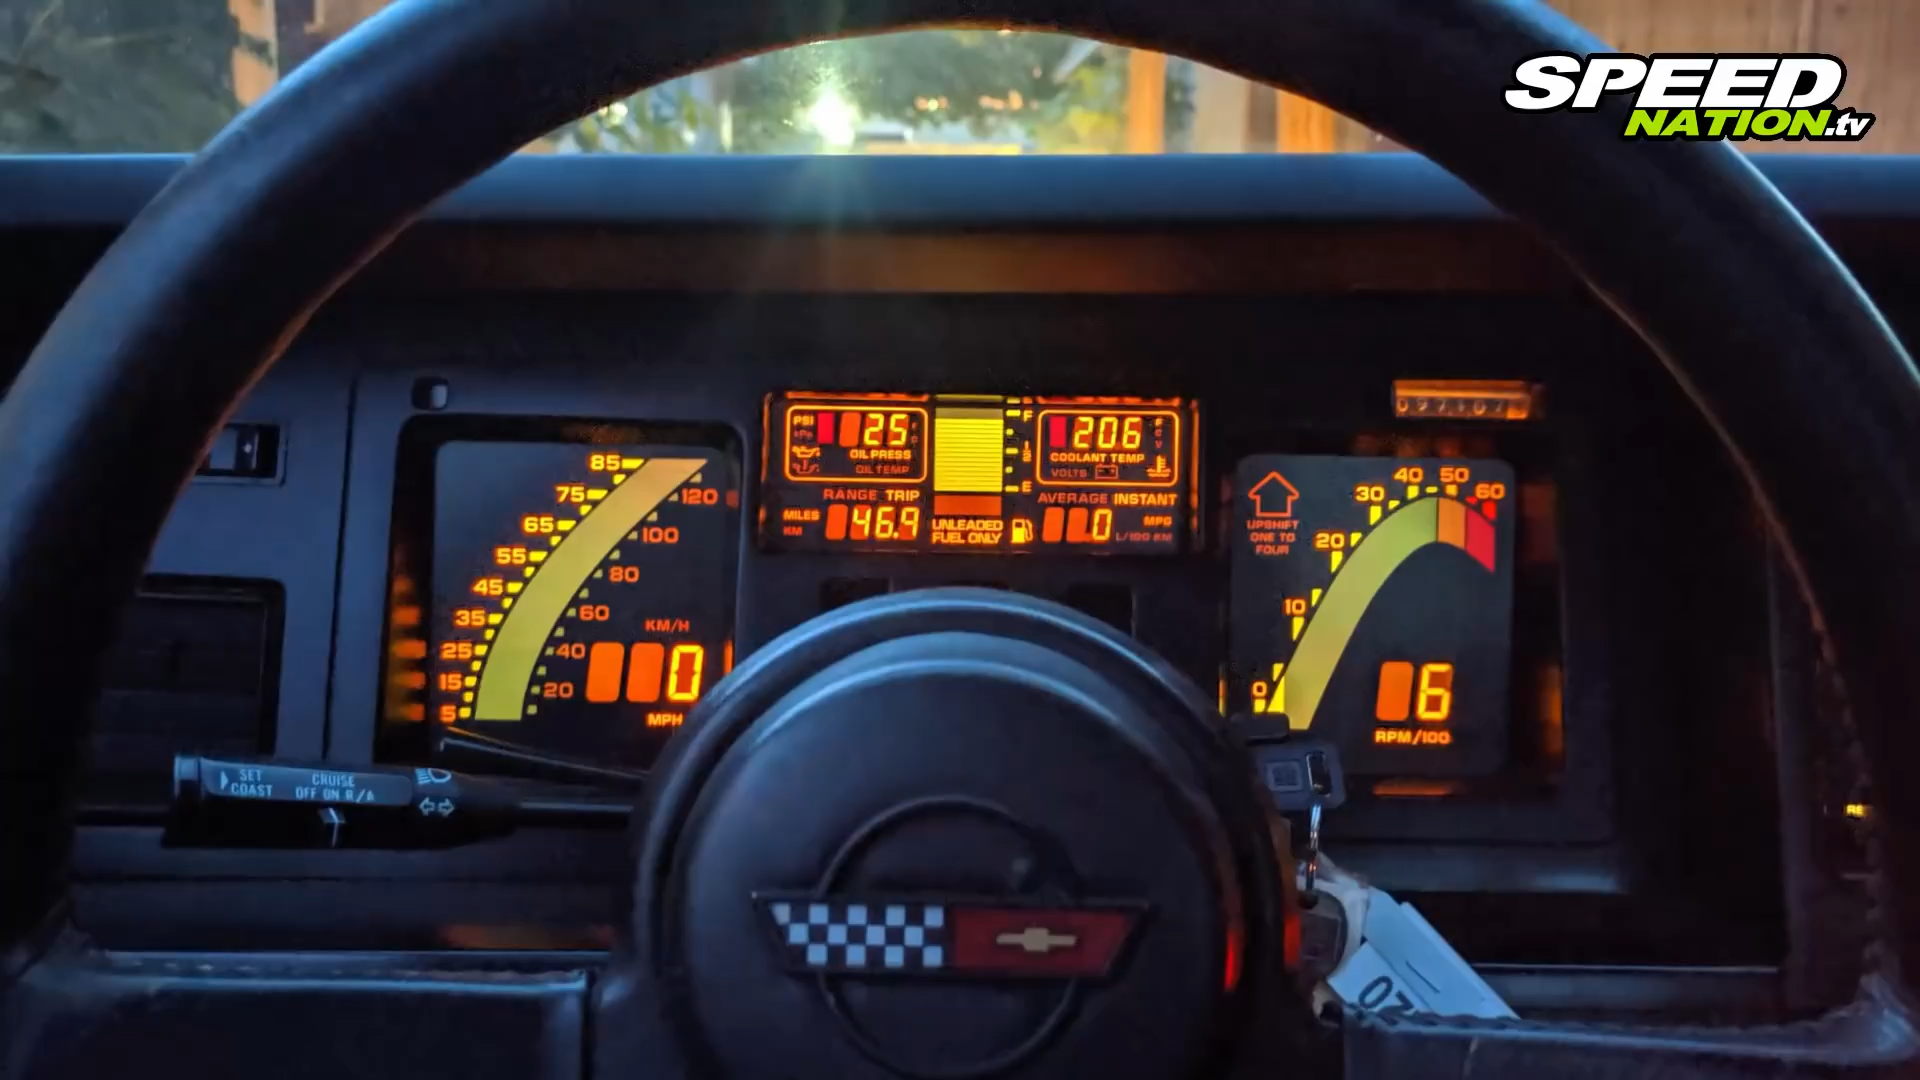 SPEED
NATION.tv
85
75
65
55
45
35
25
15
5
120
100
80
60
40
20
KM/H
0
MPH
PSI
25
OIL PRESS
OIL TEMP
RANGE TRIP
MILES
KM
46.9
F
1/2
E
UNLEADED
FUEL ONLY
206
COOLANT TEMP
VOLTS
AVERAGE INSTANT
0
MPG
L/100 KM
UPSHIFT
ONE TO
FOUR
0
10
20
30
40
50
60
6
RPM/100
SET
COAST
CRUISE
OFF ON R/A